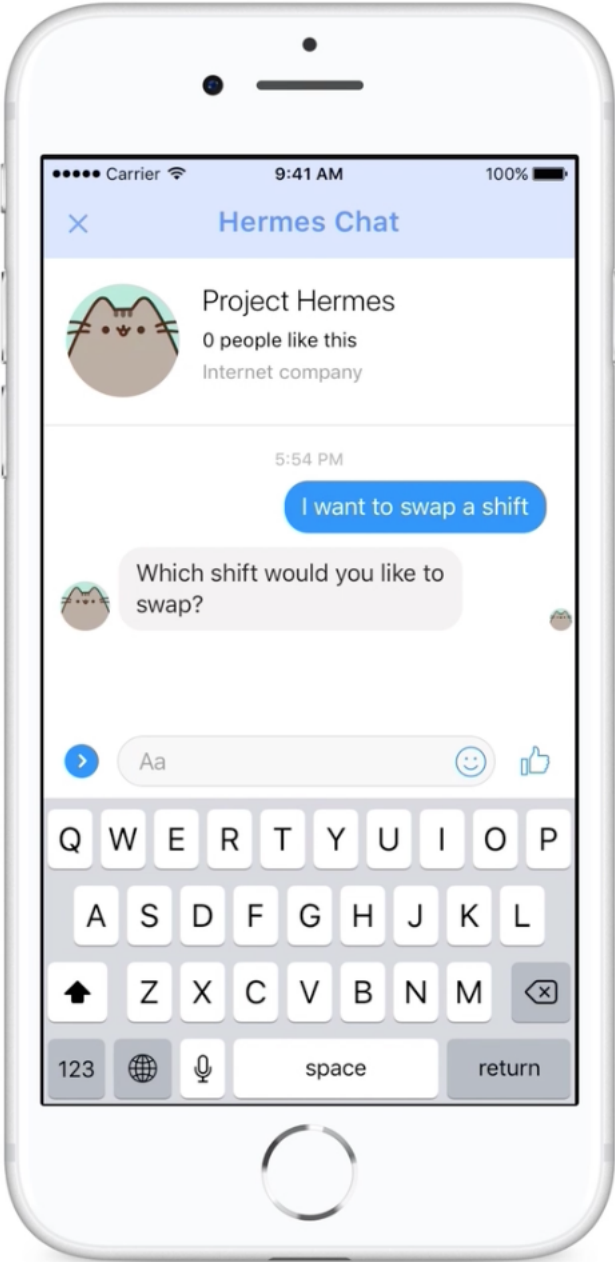 Carrier 9:41 AM 100%
Hermes Chat
Project Hermes
0 people like this
Internet company
5:54 PM
I want to swap a shift
Which shift would you like to
swap?
Aa
Q W E R T Y U I O P
A S D F G H J K L
Z X C V B N M
123 space return